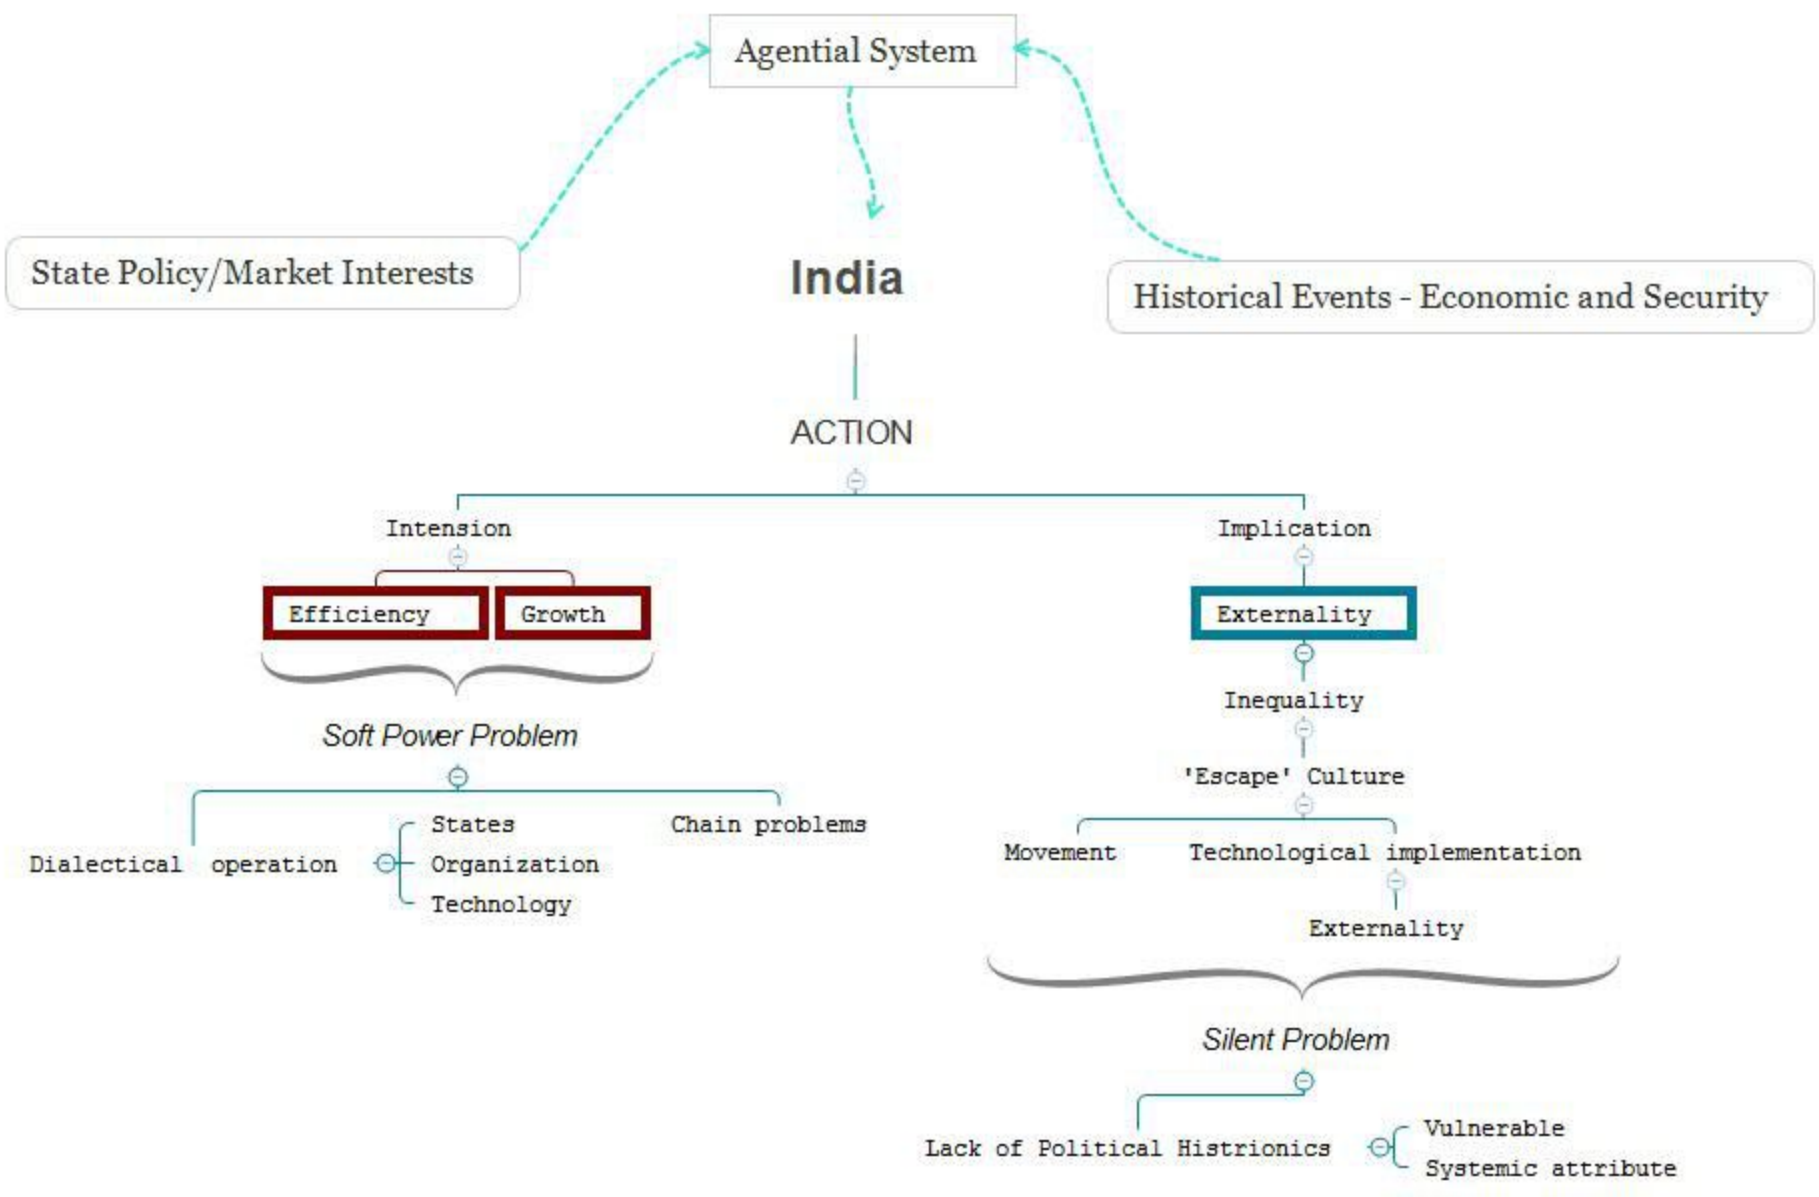 Agential System
State Policy/Market Interests
India
Historical Events - Economic and Security
ACTION
Intension
Implication
Efficiency
Growth
Externality
Soft Power Problem
Inequality
'Escape' Culture
Dialectical operation
States
Organization
Technology
Chain problems
Movement
Technological implementation
Externality
Silent Problem
Lack of Political Histrionics
Vulnerable
Systemic attribute